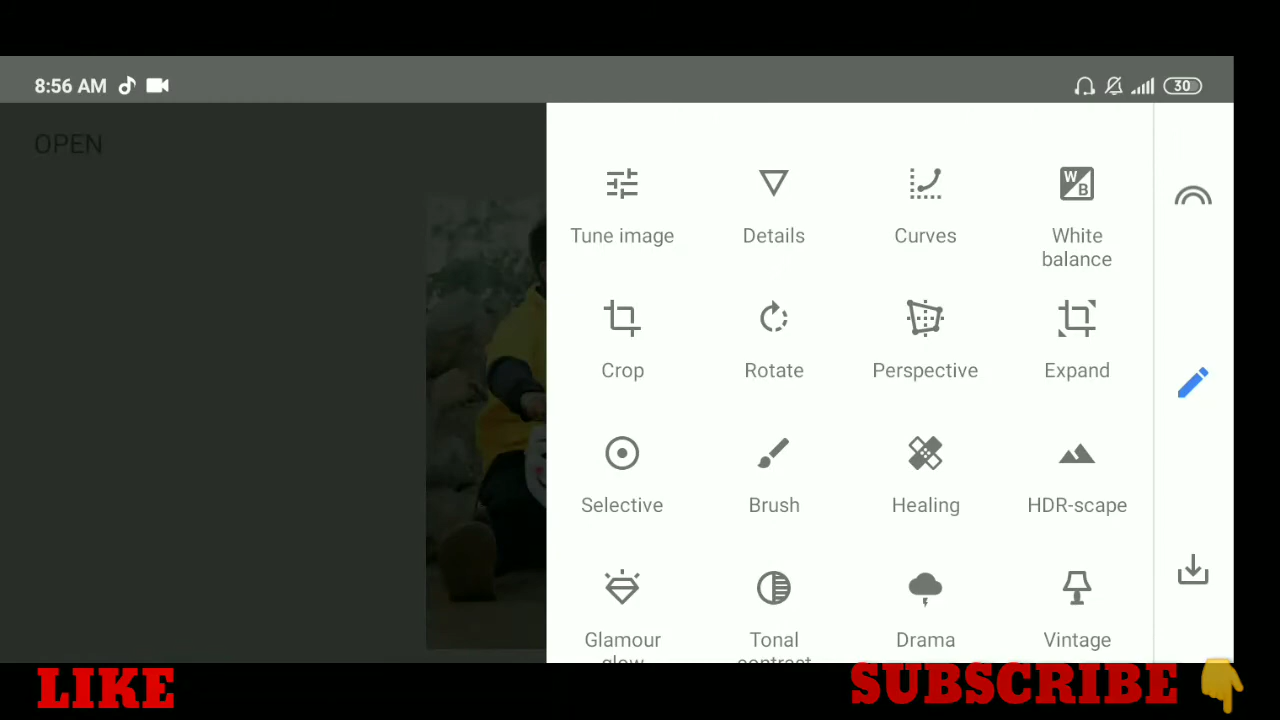 8:56 AM
30
OPEN
Tune image
Details
Curves
White
balance
W
B
Crop
Rotate
Perspective
Expand
Selective
Brush
Healing
HDR-scape
Glamour
glow
Tonal
contrast
Drama
Vintage
LIKE
SUBSCRIBE